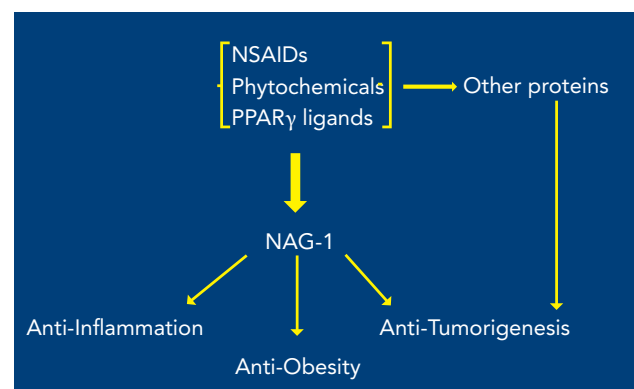 NSAIDs
Phytochemicals
PPARγ ligands
Other proteins
NAG-1
Anti-Inflammation
Anti-Tumorigenesis
Anti-Obesity